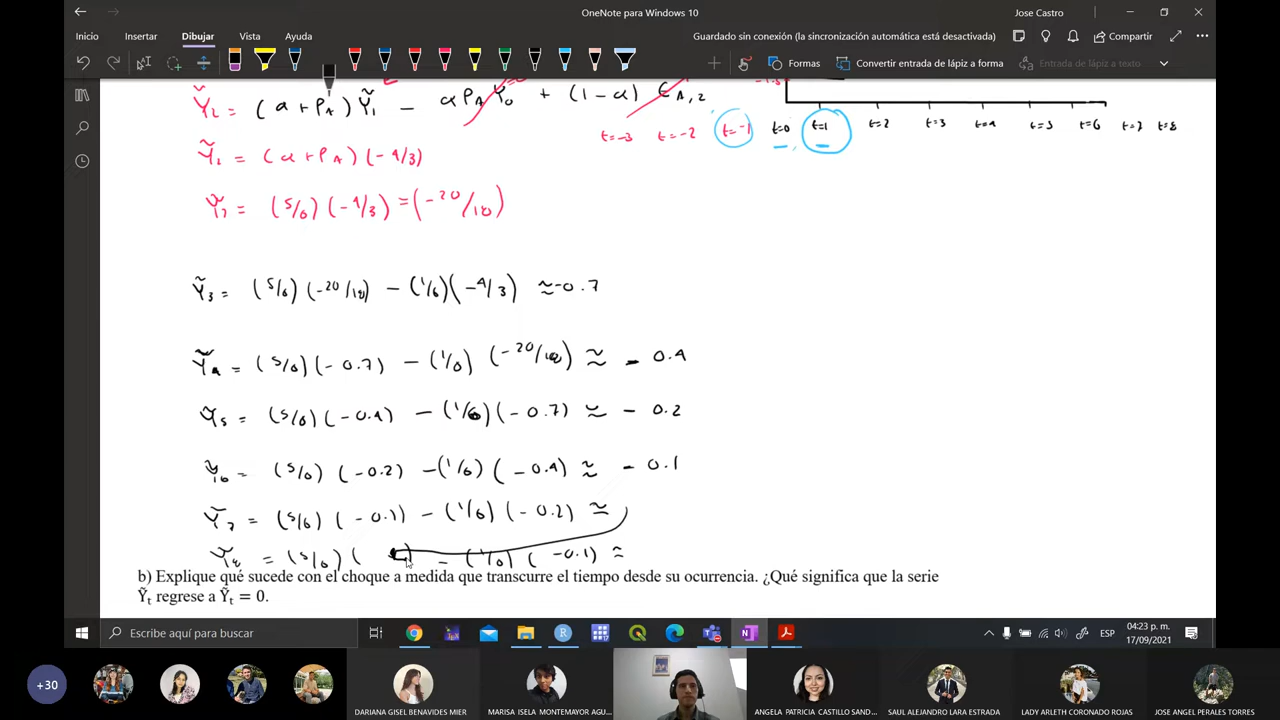 OneNote para Windows 10
Jose Castro
Inicio Insertar Dibujar Vista Ayuda
Guardado sin conexión (la sincronización automática está desactivada)
Compartir
Formas
Convertir entrada de lápiz a forma
Entrada de lápiz a texto
Ỹ₂ = (α + ρA) Ỹ₁ − αρA Y₀ + (1 − α) ϵA,2
t=-3 t=-2 t=-1 t=0 t=1 t=2 t=3 t=4 t=5 t=6 t=7 t=8
Ỹ₂ = (α + ρA)(-4/3)
Ỹ₂ = (5/6)(-4/3) = (-20/18)
Ỹ₃ = (5/6)(-20/18) − (1/6)(-4/3) ≈ -0.7
Ỹ₄ = (5/6)(-0.7) − (1/6)(-20/18) ≈ -0.4
Ỹ₅ = (5/6)(-0.4) − (1/6)(-0.7) ≈ -0.2
Ỹ₆ = (5/6)(-0.2) − (1/6)(-0.4) ≈ -0.1
Ỹ₇ = (5/6)(-0.1) − (1/6)(-0.2) ≈
Ỹ₈ = (5/6)( ) − (1/6)(-0.1) ≈
b) Explique qué sucede con el choque a medida que transcurre el tiempo desde su ocurrencia. ¿Qué significa que la serie
Ỹt regrese a Ỹt = 0.
Escribe aquí para buscar
ESP
04:23 p. m.
17/09/2021
+30
DARIANA GISEL BENAVIDES MIER
MARISA ISELA MONTEMAYOR AGU...
ANGELA PATRICIA CASTILLO SAND...
SAUL ALEJANDRO LARA ESTRADA
LADY ARLETH CORONADO ROJAS
JOSE ANGEL PERALES TORRES